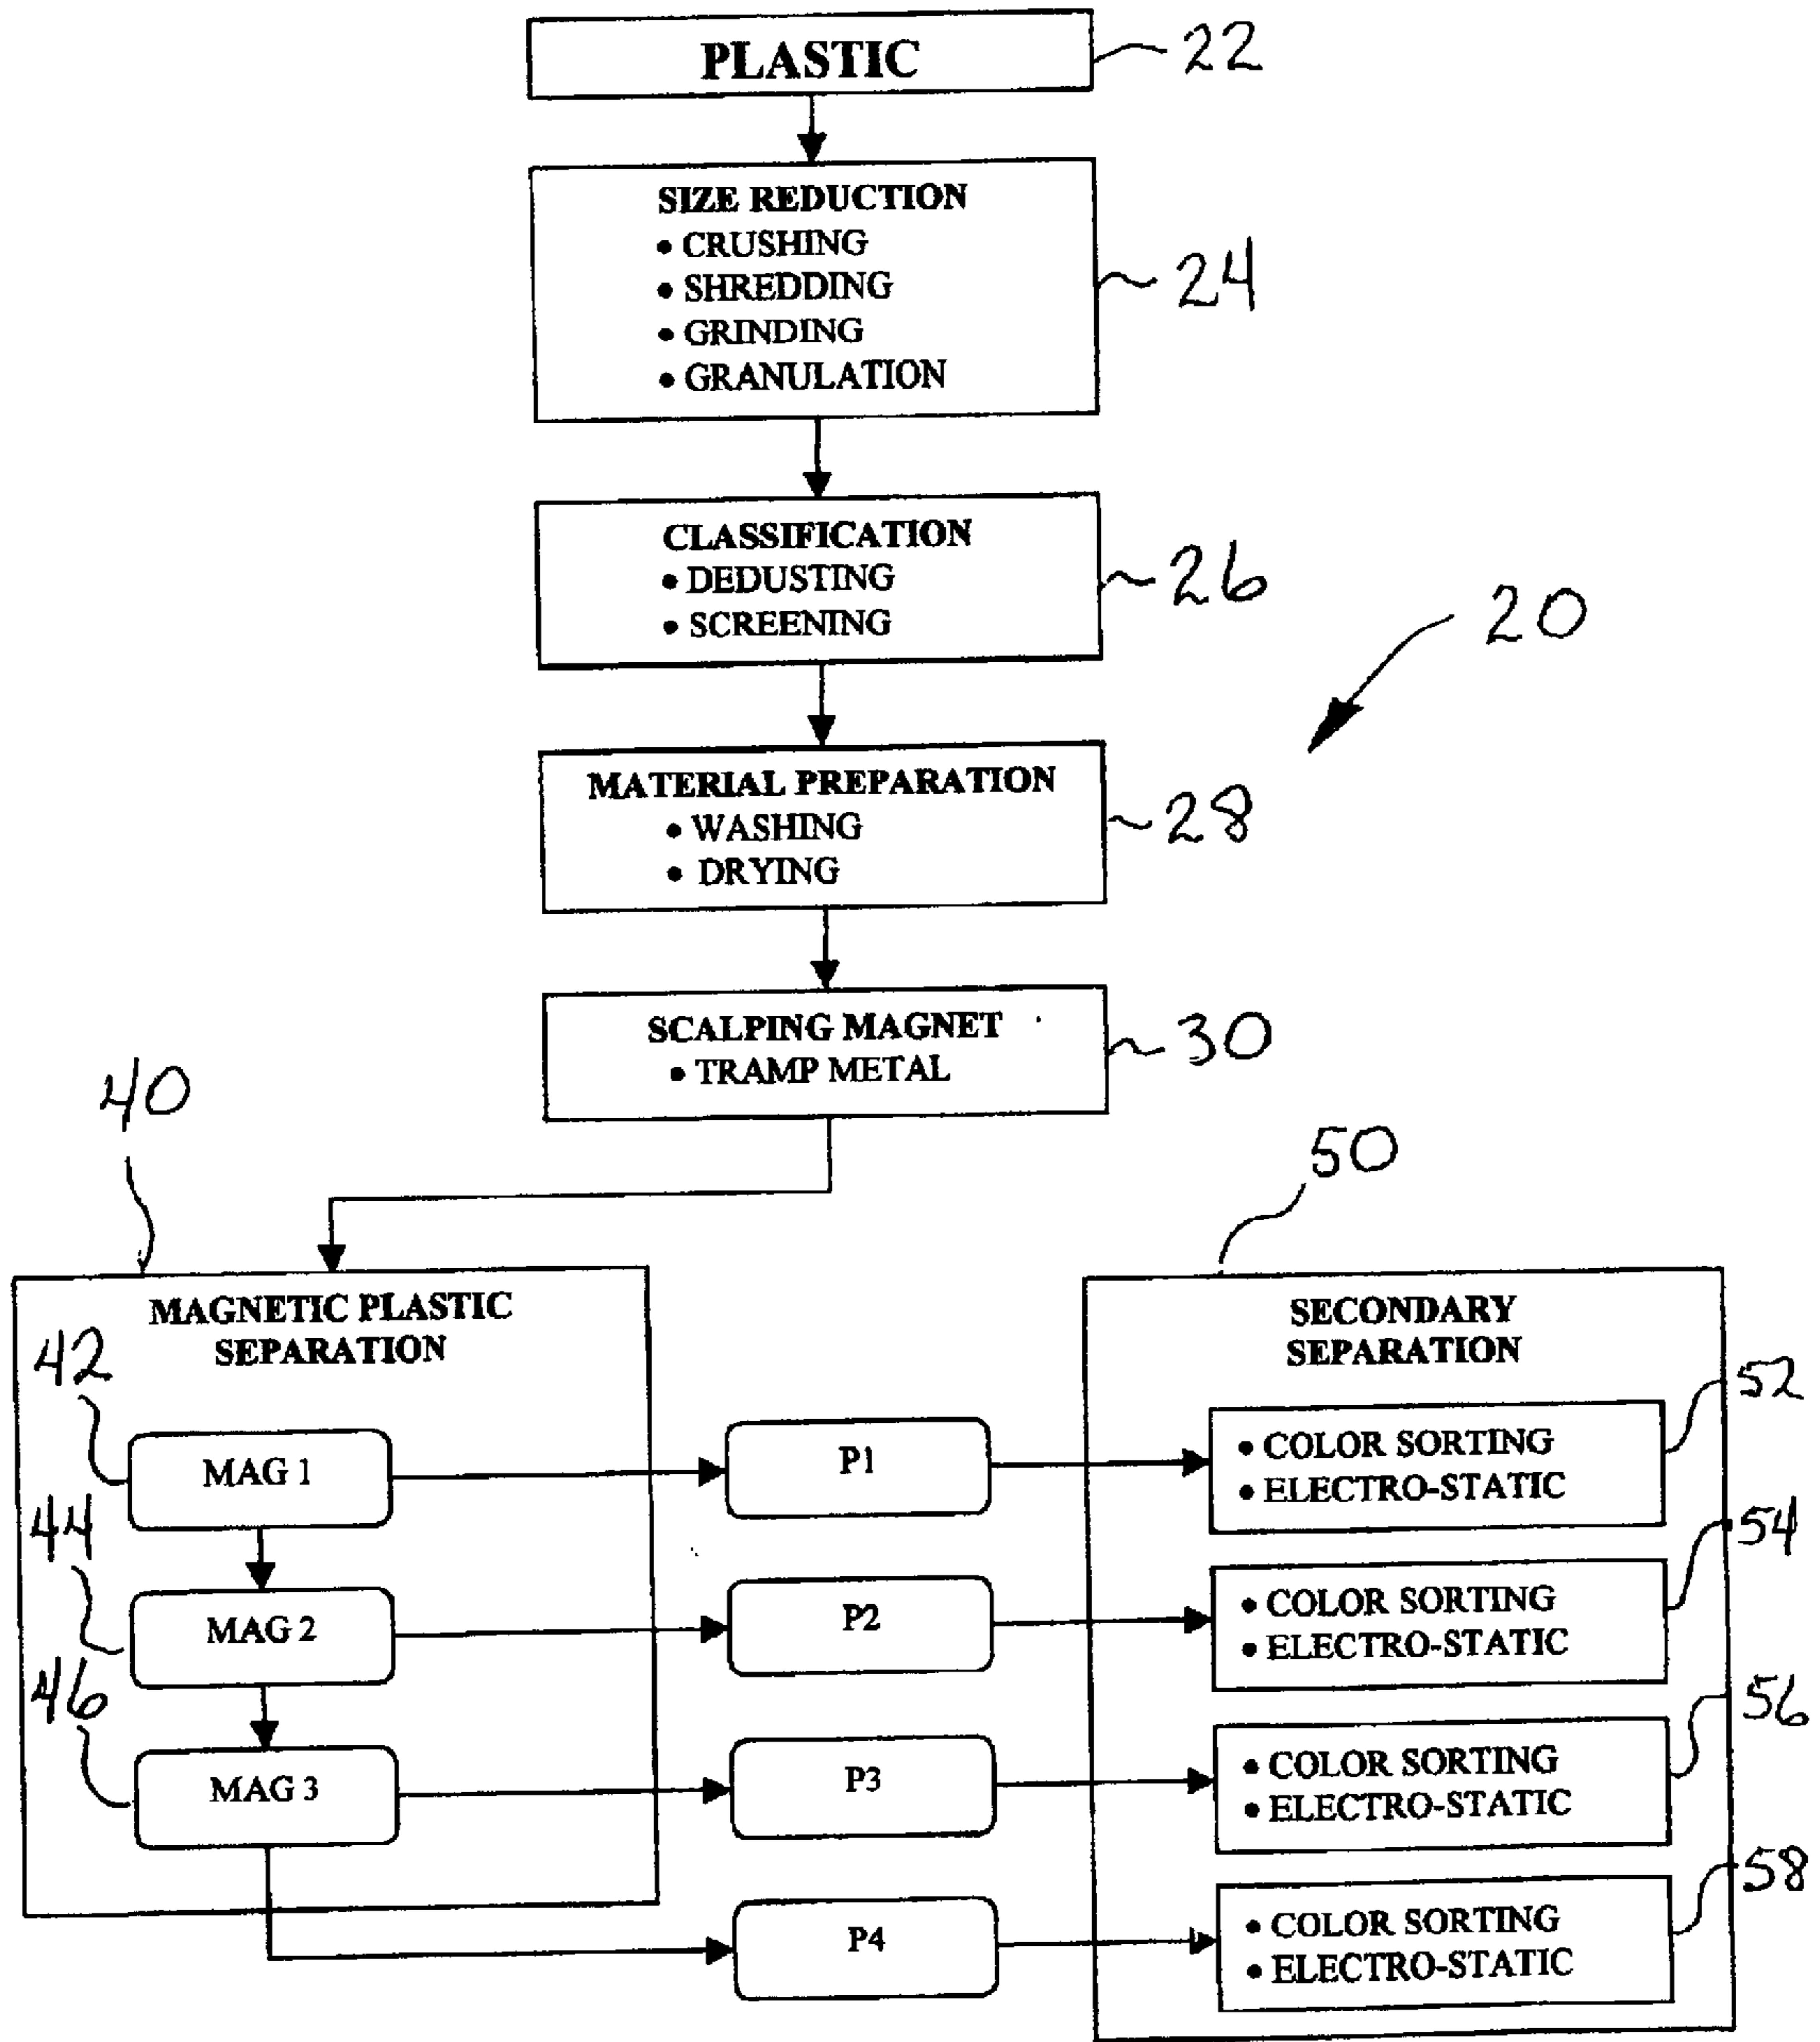 PLASTIC
22
SIZE REDUCTION
• CRUSHING
• SHREDDING
• GRINDING
• GRANULATION
24
CLASSIFICATION
• DEDUSTING
• SCREENING
26
20
MATERIAL PREPARATION
• WASHING
• DRYING
28
SCALPING MAGNET
• TRAMP METAL
30
40
50
MAGNETIC PLASTIC
SEPARATION
42
MAG 1
44
MAG 2
46
MAG 3
P1
P2
P3
P4
SECONDARY
SEPARATION
52
• COLOR SORTING
• ELECTRO-STATIC
54
• COLOR SORTING
• ELECTRO-STATIC
56
• COLOR SORTING
• ELECTRO-STATIC
58
• COLOR SORTING
• ELECTRO-STATIC